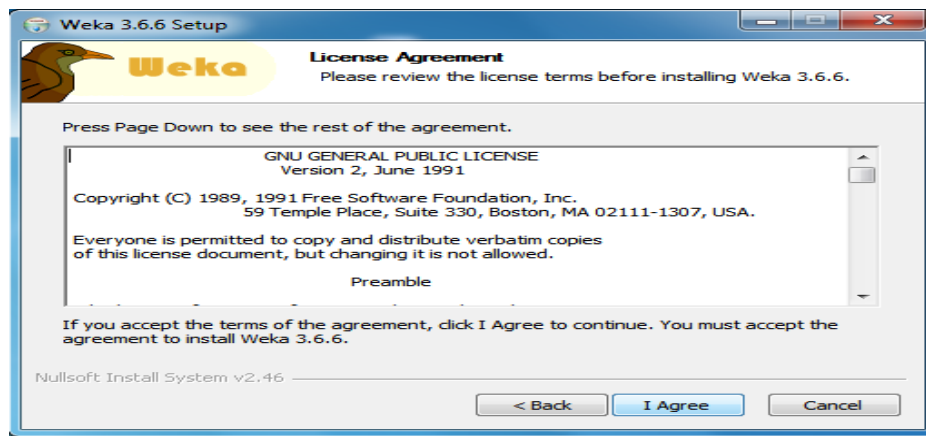 Weka 3.6.6 Setup
Weka
License Agreement
Please review the license terms before installing Weka 3.6.6.
Press Page Down to see the rest of the agreement.
GNU GENERAL PUBLIC LICENSE
Version 2, June 1991
Copyright (C) 1989, 1991 Free Software Foundation, Inc.
59 Temple Place, Suite 330, Boston, MA 02111-1307, USA.
Everyone is permitted to copy and distribute verbatim copies
of this license document, but changing it is not allowed.
Preamble
If you accept the terms of the agreement, click I Agree to continue. You must accept the
agreement to install Weka 3.6.6.
Nullsoft Install System v2.46
< Back
I Agree
Cancel